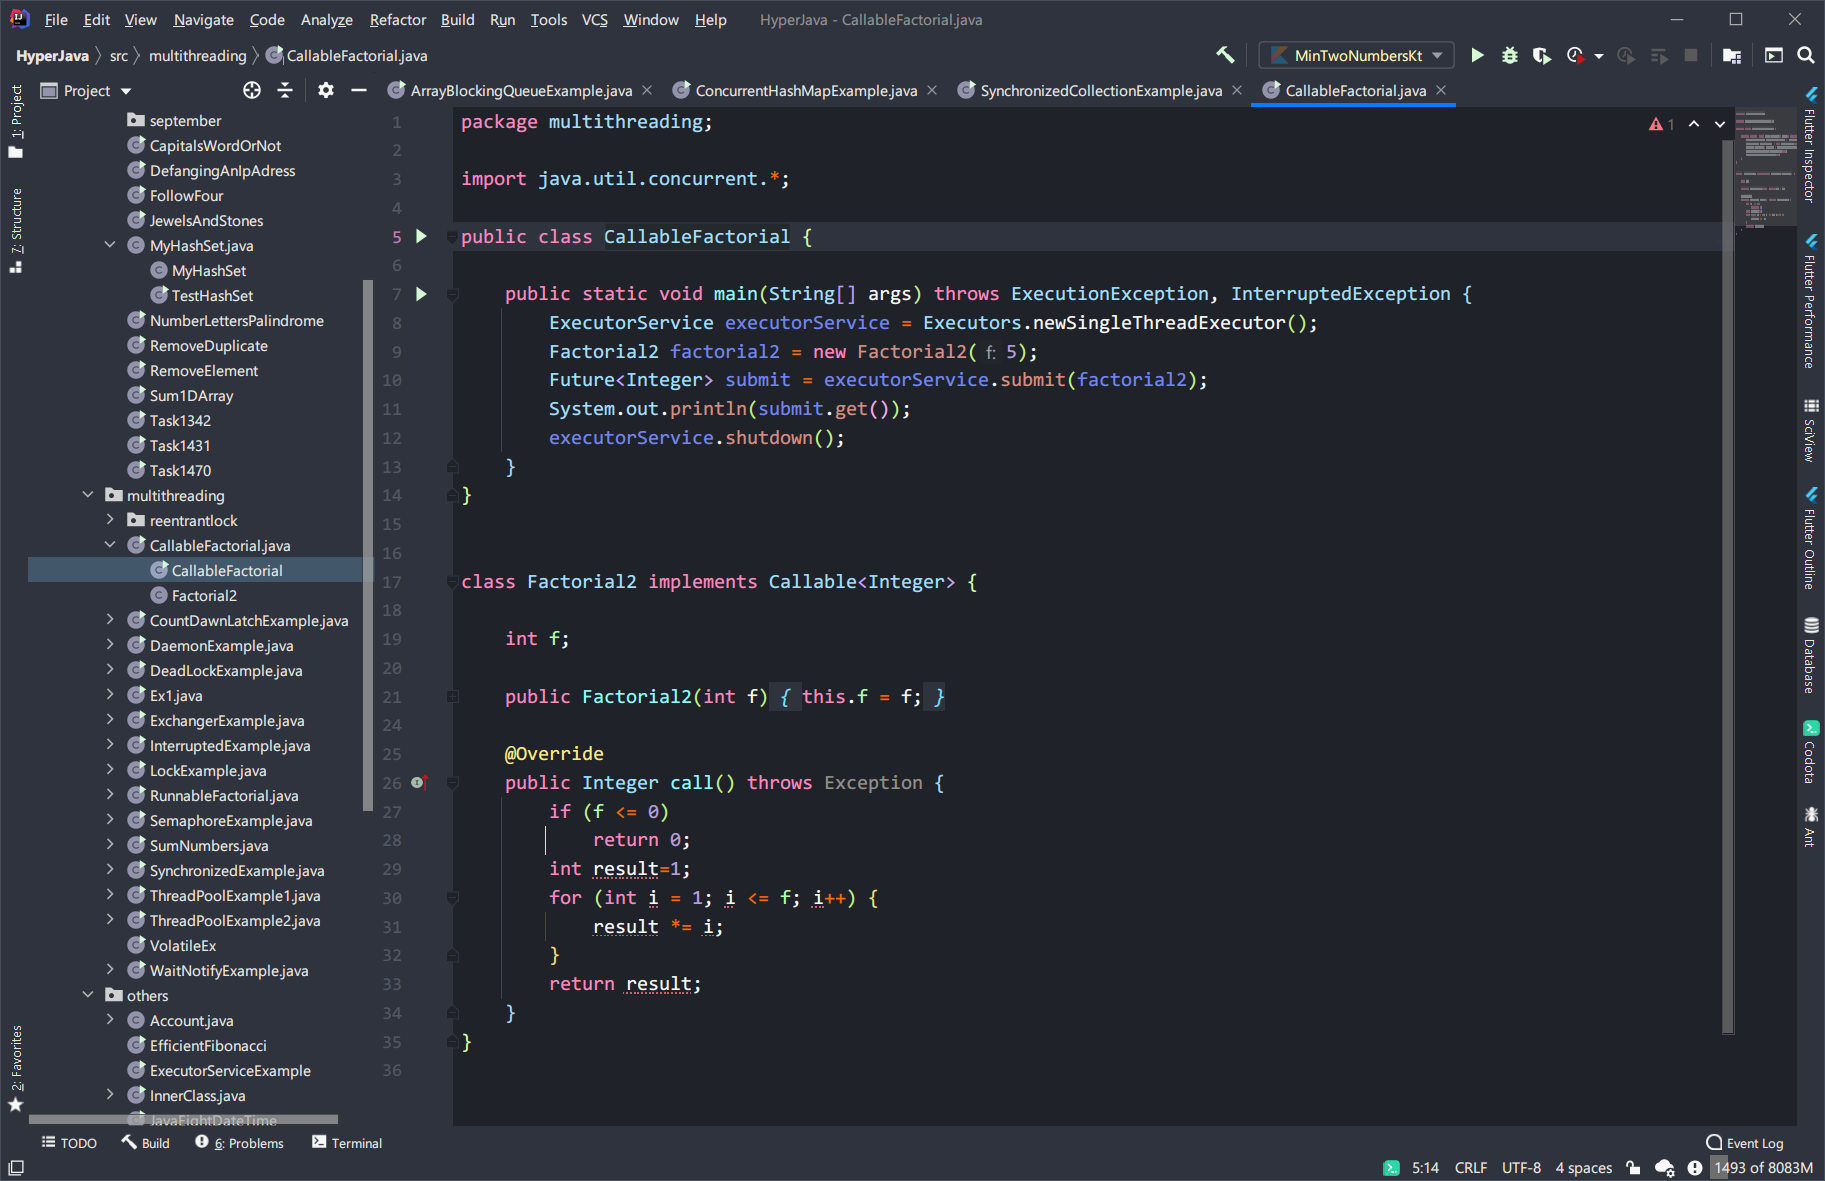 File Edit View Navigate Code Analyze Refactor Build Run Tools VCS Window Help HyperJava - CallableFactorial.java
HyperJava src multithreading CallableFactorial.java MinTwoNumbersKt
Project ArrayBlockingQueueExample.java ConcurrentHashMapExample.java SynchronizedCollectionExample.java CallableFactorial.java
1: Project
7: Structure
2: Favorites
september
CapitalsWordOrNot
DefangingAnIpAdress
FollowFour
JewelsAndStones
MyHashSet.java
MyHashSet
TestHashSet
NumberLettersPalindrome
RemoveDuplicate
RemoveElement
Sum1DArray
Task1342
Task1431
Task1470
multithreading
reentrantlock
CallableFactorial.java
CallableFactorial
Factorial2
CountDawnLatchExample.java
DaemonExample.java
DeadLockExample.java
Ex1.java
ExchangerExample.java
InterruptedExample.java
LockExample.java
RunnableFactorial.java
SemaphoreExample.java
SumNumbers.java
SynchronizedExample.java
ThreadPoolExample1.java
ThreadPoolExample2.java
VolatileEx
WaitNotifyExample.java
others
Account.java
EfficientFibonacci
ExecutorServiceExample
InnerClass.java
JavaEightDateTime
1 package multithreading;
2
3 import java.util.concurrent.*;
4
5 public class CallableFactorial {
6
7 public static void main(String[] args) throws ExecutionException, InterruptedException {
8 ExecutorService executorService = Executors.newSingleThreadExecutor();
9 Factorial2 factorial2 = new Factorial2( f: 5);
10 Future<Integer> submit = executorService.submit(factorial2);
11 System.out.println(submit.get());
12 executorService.shutdown();
13 }
14 }
15
16
17 class Factorial2 implements Callable<Integer> {
18
19 int f;
20
21 public Factorial2(int f) { this.f = f; }
24
25 @Override
26 public Integer call() throws Exception {
27 if (f <= 0)
28 return 0;
29 int result=1;
30 for (int i = 1; i <= f; i++) {
31 result *= i;
32 }
33 return result;
34 }
35 }
36
1
Flutter Inspector
Flutter Performance
SciView
Flutter Outline
Database
Codota
Ant
TODO Build 6: Problems Terminal Event Log
5:14 CRLF UTF-8 4 spaces 1493 of 8083M